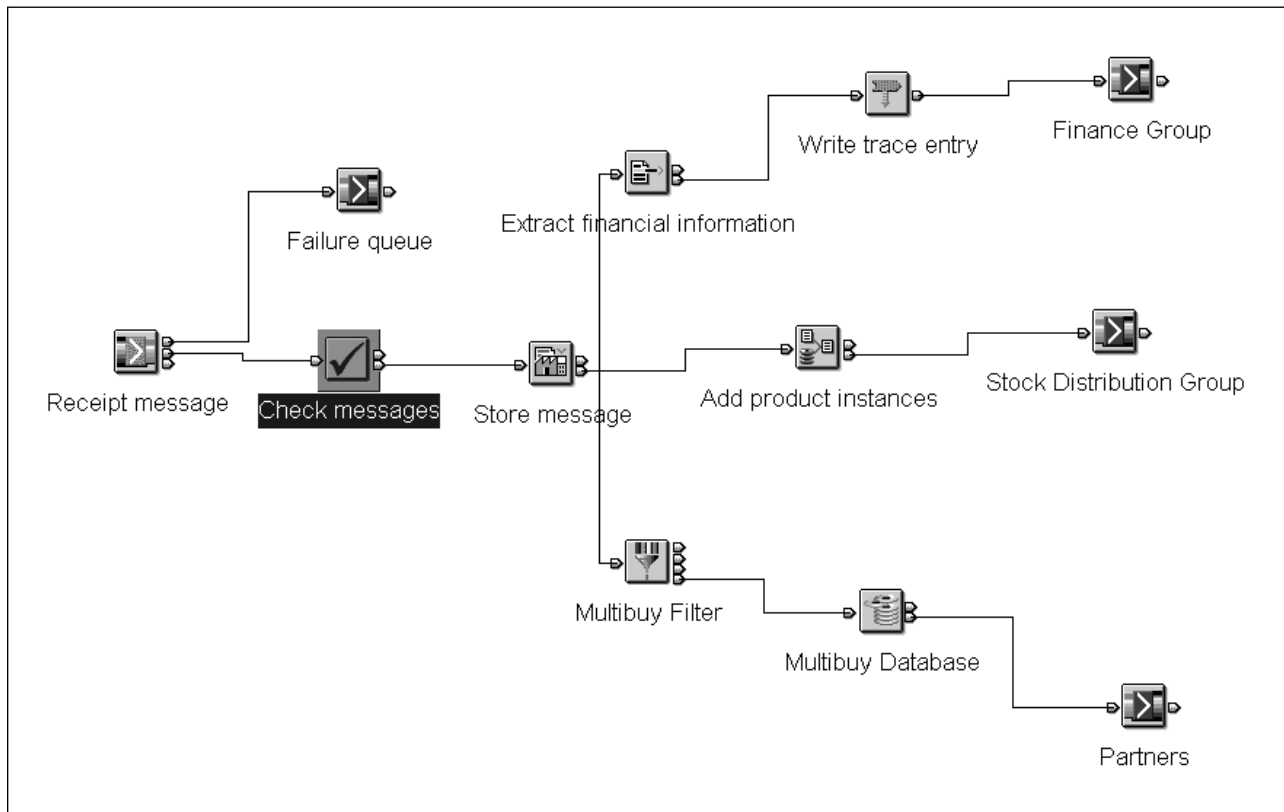 Finance Group
Write trace entry
Extract financial information
Failure queue
Receipt message
Check messages
Store message
Add product instances
Stock Distribution Group
Multibuy Filter
Multibuy Database
Partners